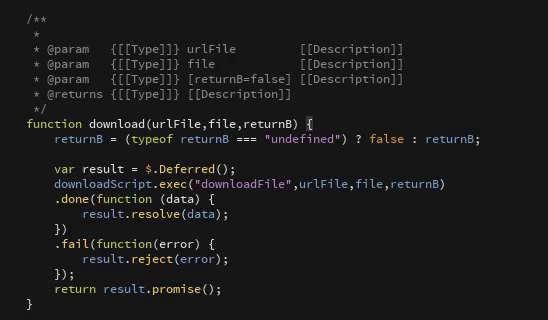 /**
 *
 * @param   {[[Type]]} urlFile         [[Description]]
 * @param   {[[Type]]} file            [[Description]]
 * @param   {[[Type]]} [returnB=false] [[Description]]
 * @returns {[[Type]]} [[Description]]
 */
function download(urlFile,file,returnB) {
    returnB = (typeof returnB === "undefined") ? false : returnB;

    var result = $.Deferred();
    downloadScript.exec("downloadFile",urlFile,file,returnB)
    .done(function (data) {
        result.resolve(data);
    })
    .fail(function(error) {
        result.reject(error);
    });
    return result.promise();
}